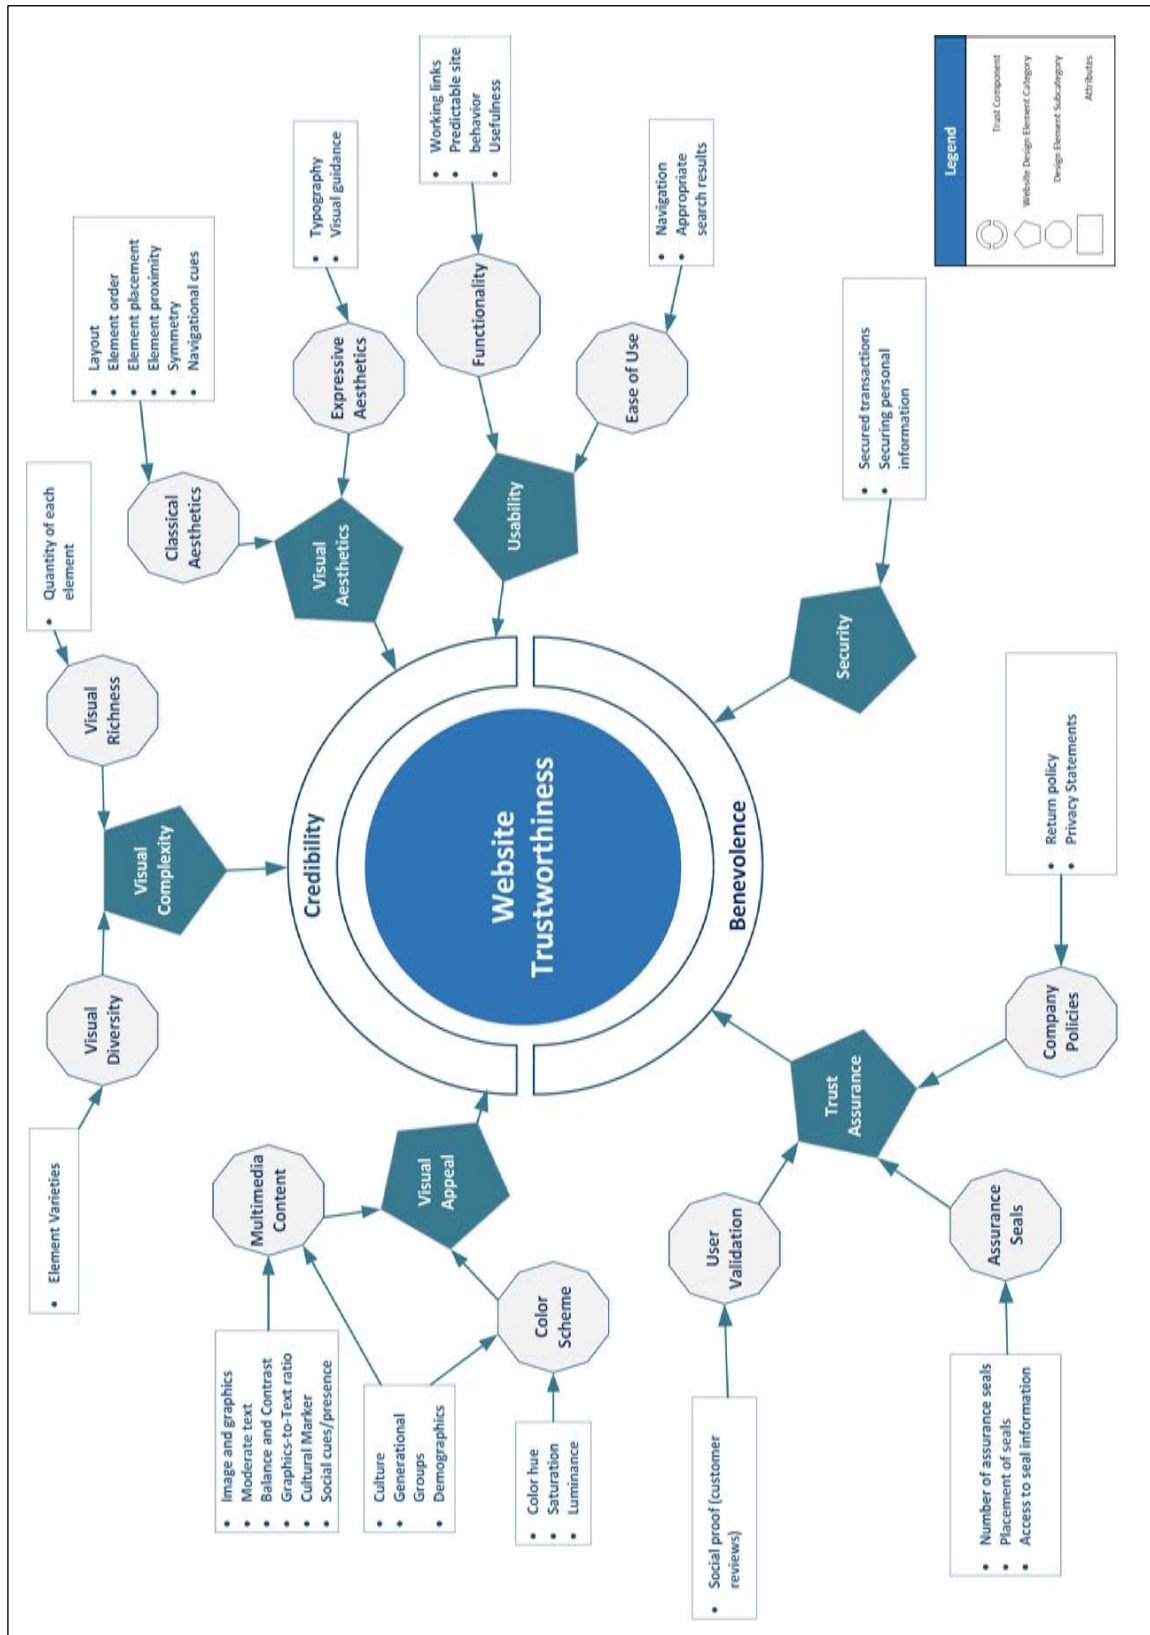 Element Varieties
Visual
Diversity
Visual
Complexity
Visual
Richness
Quantity of each
element
Layout
Element order
Element placement
Element proximity
Symmetry
Navigational cues
Classical
Aesthetics
Visual
Aesthetics
Expressive
Aesthetics
Typography
Visual guidance
Image and graphics
Moderate text
Balance and Contrast
Graphics-to-Text ratio
Cultural Marker
Social cues/presence
Multimedia
Content
Culture
Generational
Groups
Demographics
Visual
Appeal
Color hue
Saturation
Luminance
Color
Scheme
Credibility
Website
Trustworthiness
Benevolence
Usability
Functionality
Working links
Predictable site
behavior
Usefulness
Ease of Use
Navigation
Appropriate
search results
Social proof (customer
reviews)
User
Validation
Trust
Assurance
Security
Secured transactions
Securing personal
information
Number of assurance seals
Placement of seals
Access to seal information
Assurance
Seals
Company
Policies
Return policy
Privacy Statements
Legend
Trust Component
Website Design Element Category
Design Element Subcategory
Attributes